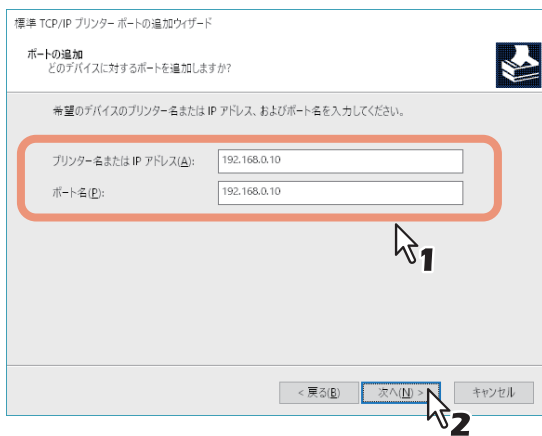 標準 TCP/IP プリンター ポートの追加ウィザード
ポートの追加
どのデバイスに対するポートを追加しますか?
希望のデバイスのプリンター名または IP アドレス、およびポート名を入力してください。
プリンター名または IP アドレス(A): 192.168.0.10
ポート名(P): 192.168.0.10
1
< 戻る(B) 次へ(N) > キャンセル
2